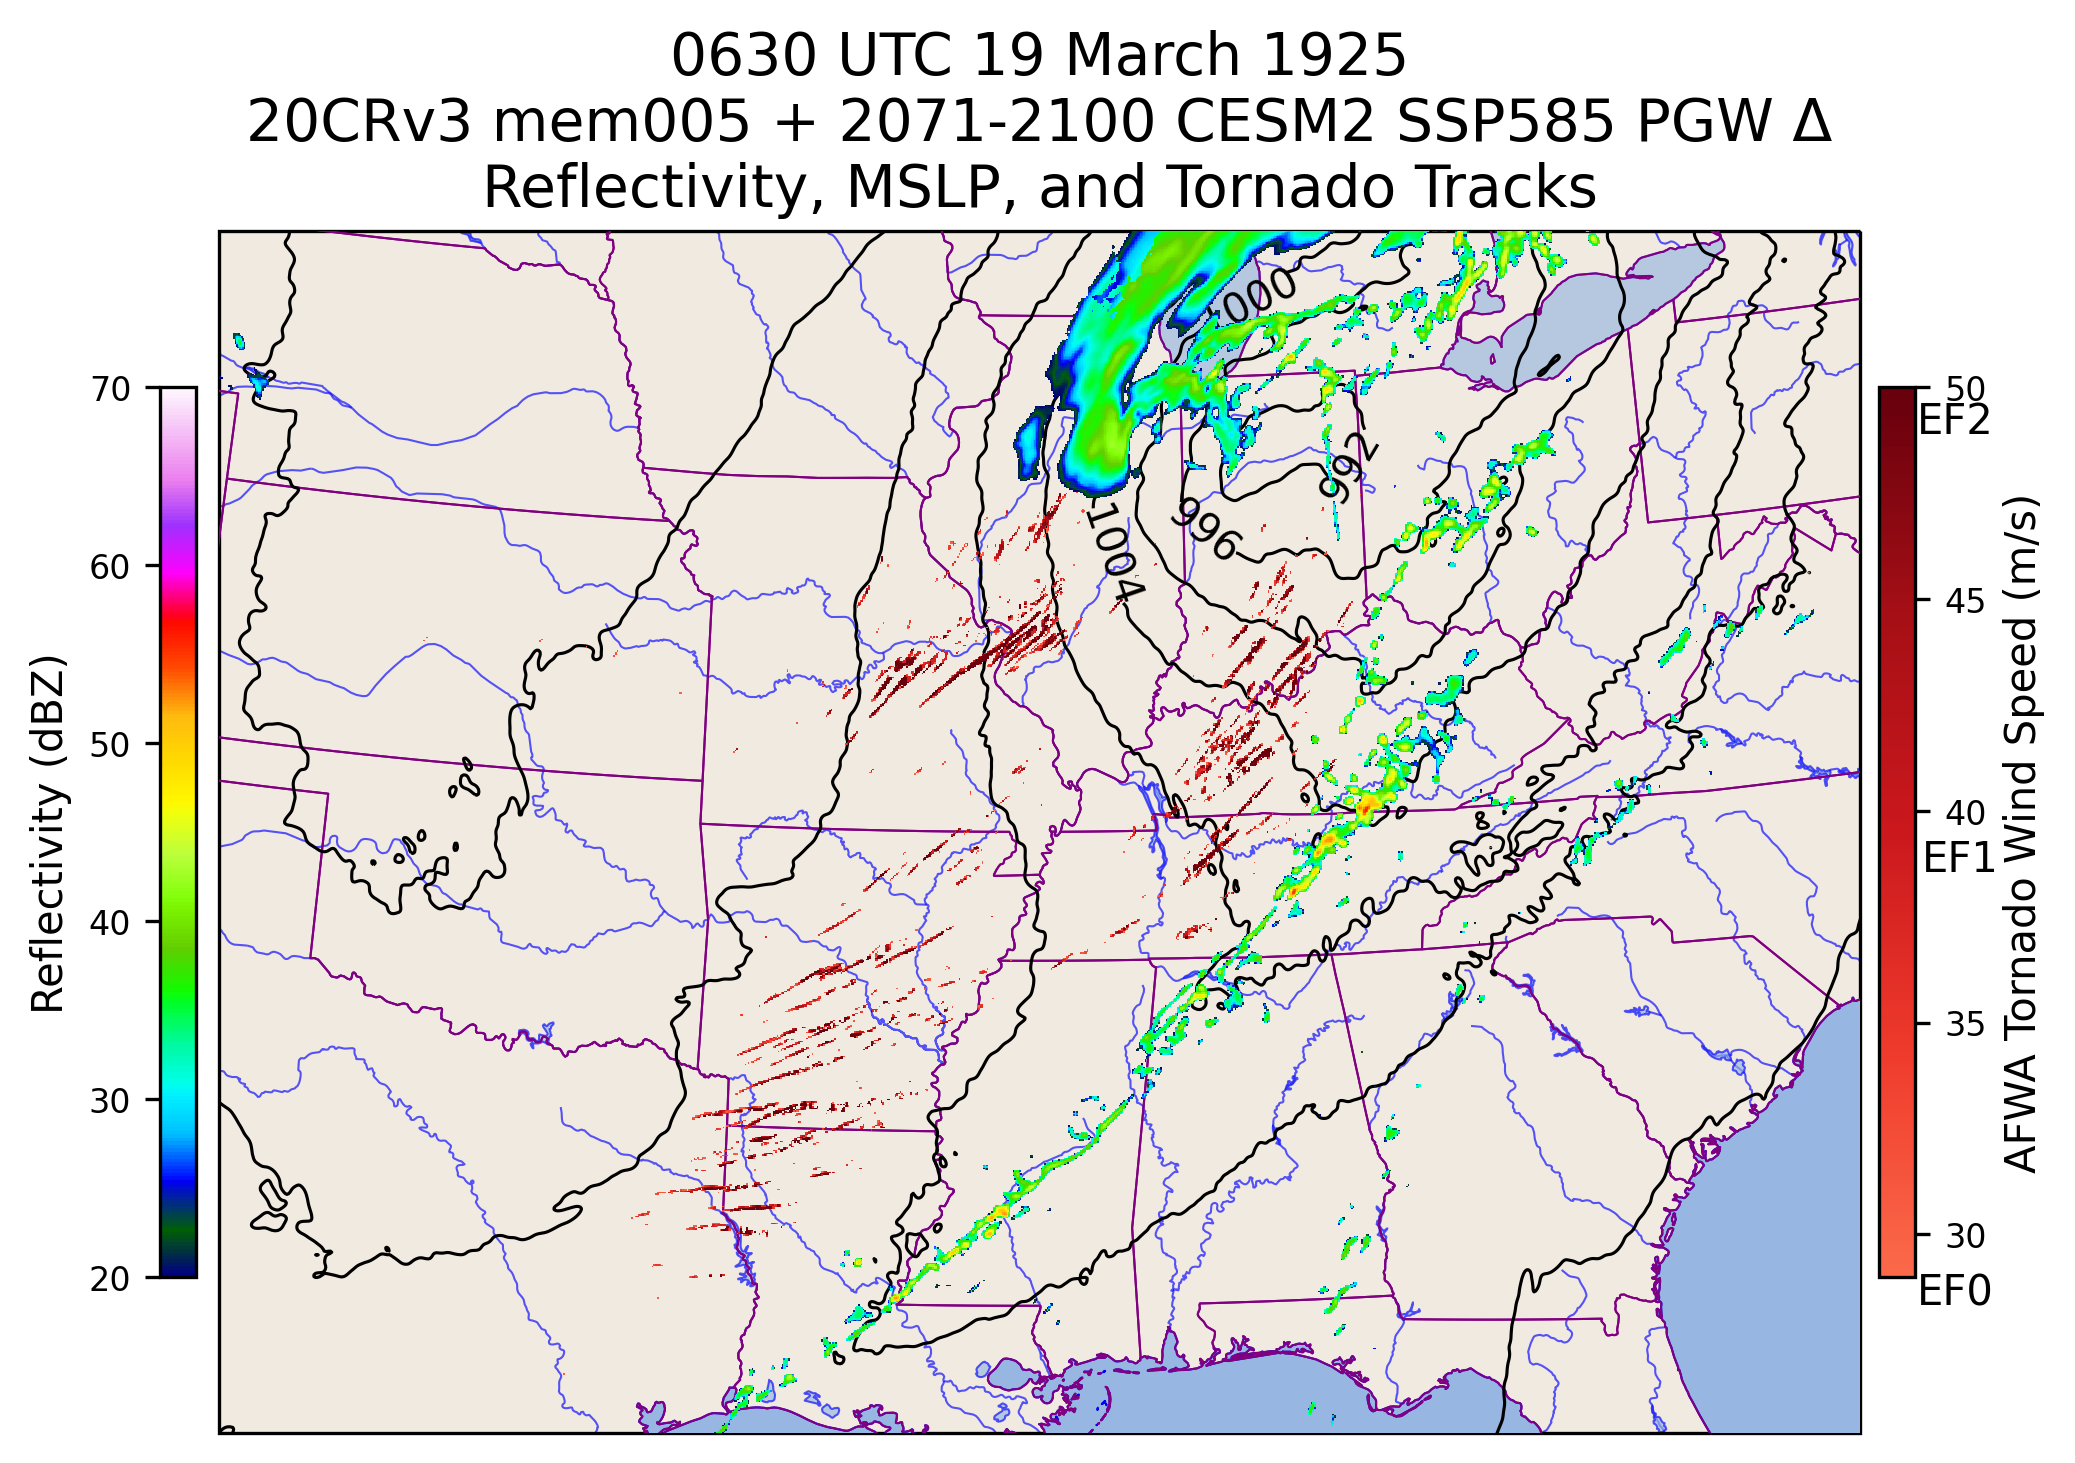 0630 UTC 19 March 1925
20CRv3 mem005 + 2071-2100 CESM2 SSP585 PGW Δ
Reflectivity, MSLP, and Tornado Tracks
Reflectivity (dBZ)
70
60
50
40
30
20
1000
992
996
1004
50
EF2
45
40
EF1
35
30
EF0
AFWA Tornado Wind Speed (m/s)